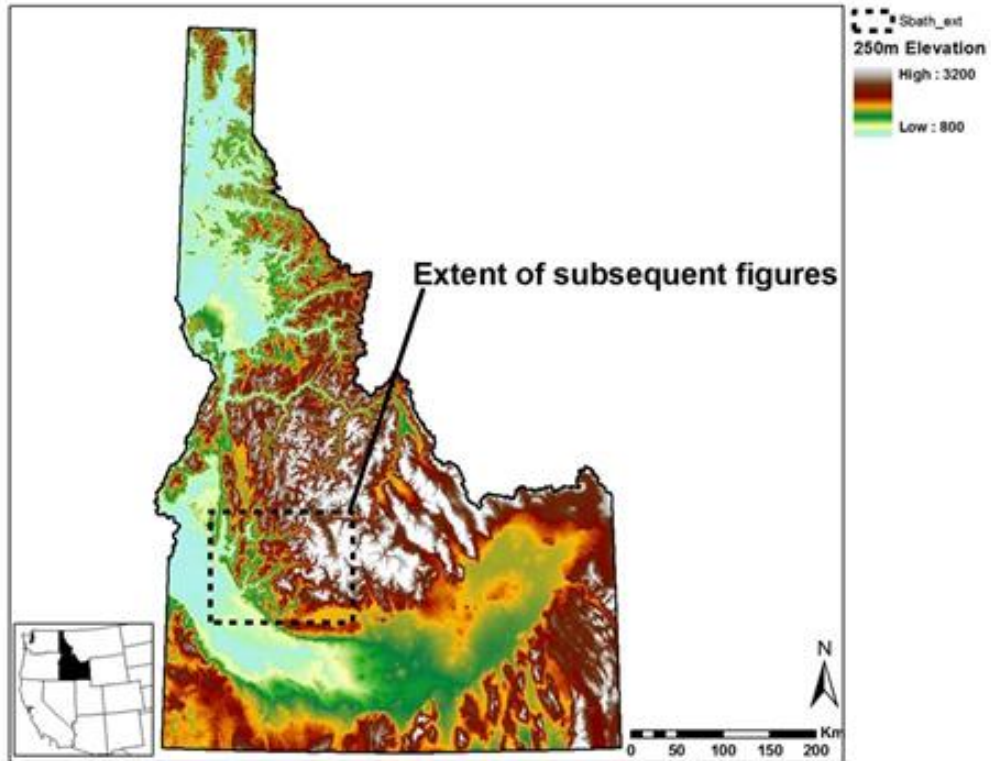 Sbath_ext
250m Elevation
High : 3200
Low : 800
Extent of subsequent figures
N
Km
0 50 100 150 200